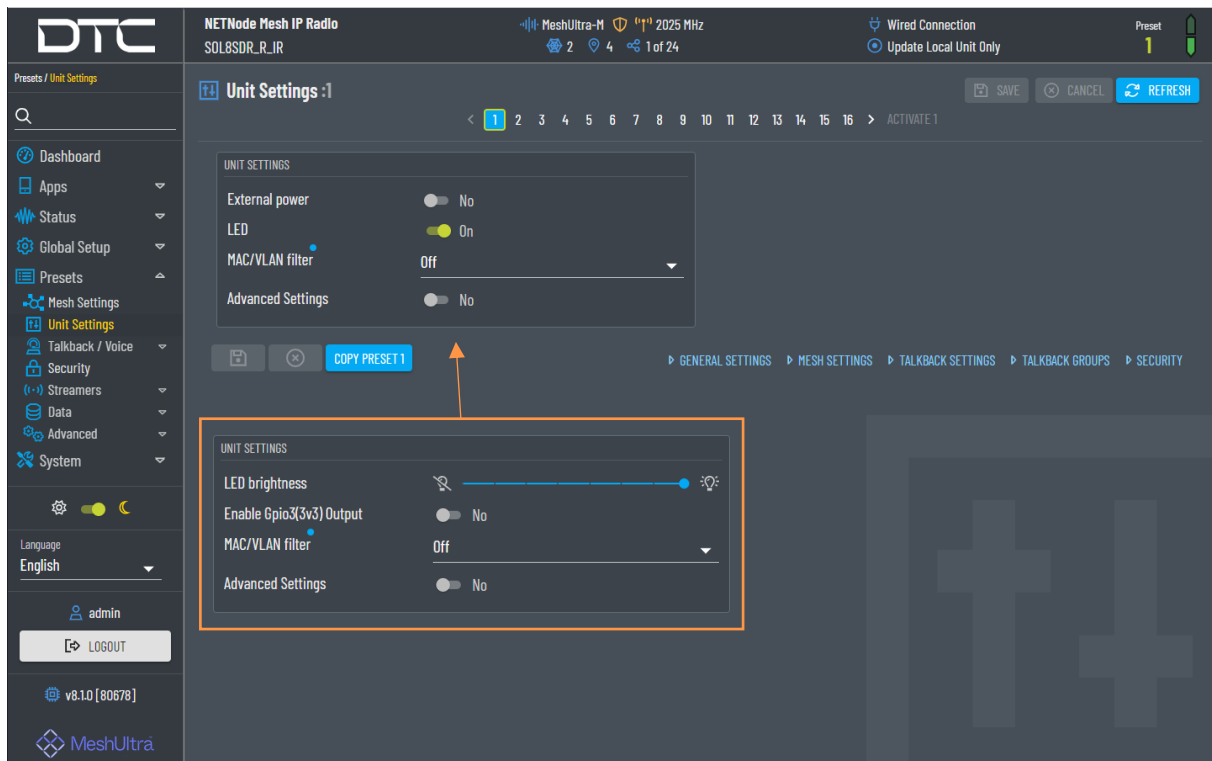 DTC
NETNode Mesh IP Radio
SOL8SDR_R_IR
MeshUltra-M 2025 MHz
2 4 1 of 24
Wired Connection
Update Local Unit Only
Preset
1
Presets / Unit Settings
Dashboard
Apps
Status
Global Setup
Presets
Mesh Settings
Unit Settings
Talkback / Voice
Security
Streamers
Data
Advanced
System
Language
English
admin
LOGOUT
v8.1.0 [80678]
MeshUltra
Unit Settings :1
SAVE CANCEL REFRESH
< 1 2 3 4 5 6 7 8 9 10 11 12 13 14 15 16 > ACTIVATE 1
UNIT SETTINGS
External power No
LED On
MAC/VLAN filter Off
Advanced Settings No
COPY PRESET 1
GENERAL SETTINGS MESH SETTINGS TALKBACK SETTINGS TALKBACK GROUPS SECURITY
UNIT SETTINGS
LED brightness
Enable Gpio3(3v3) Output No
MAC/VLAN filter Off
Advanced Settings No